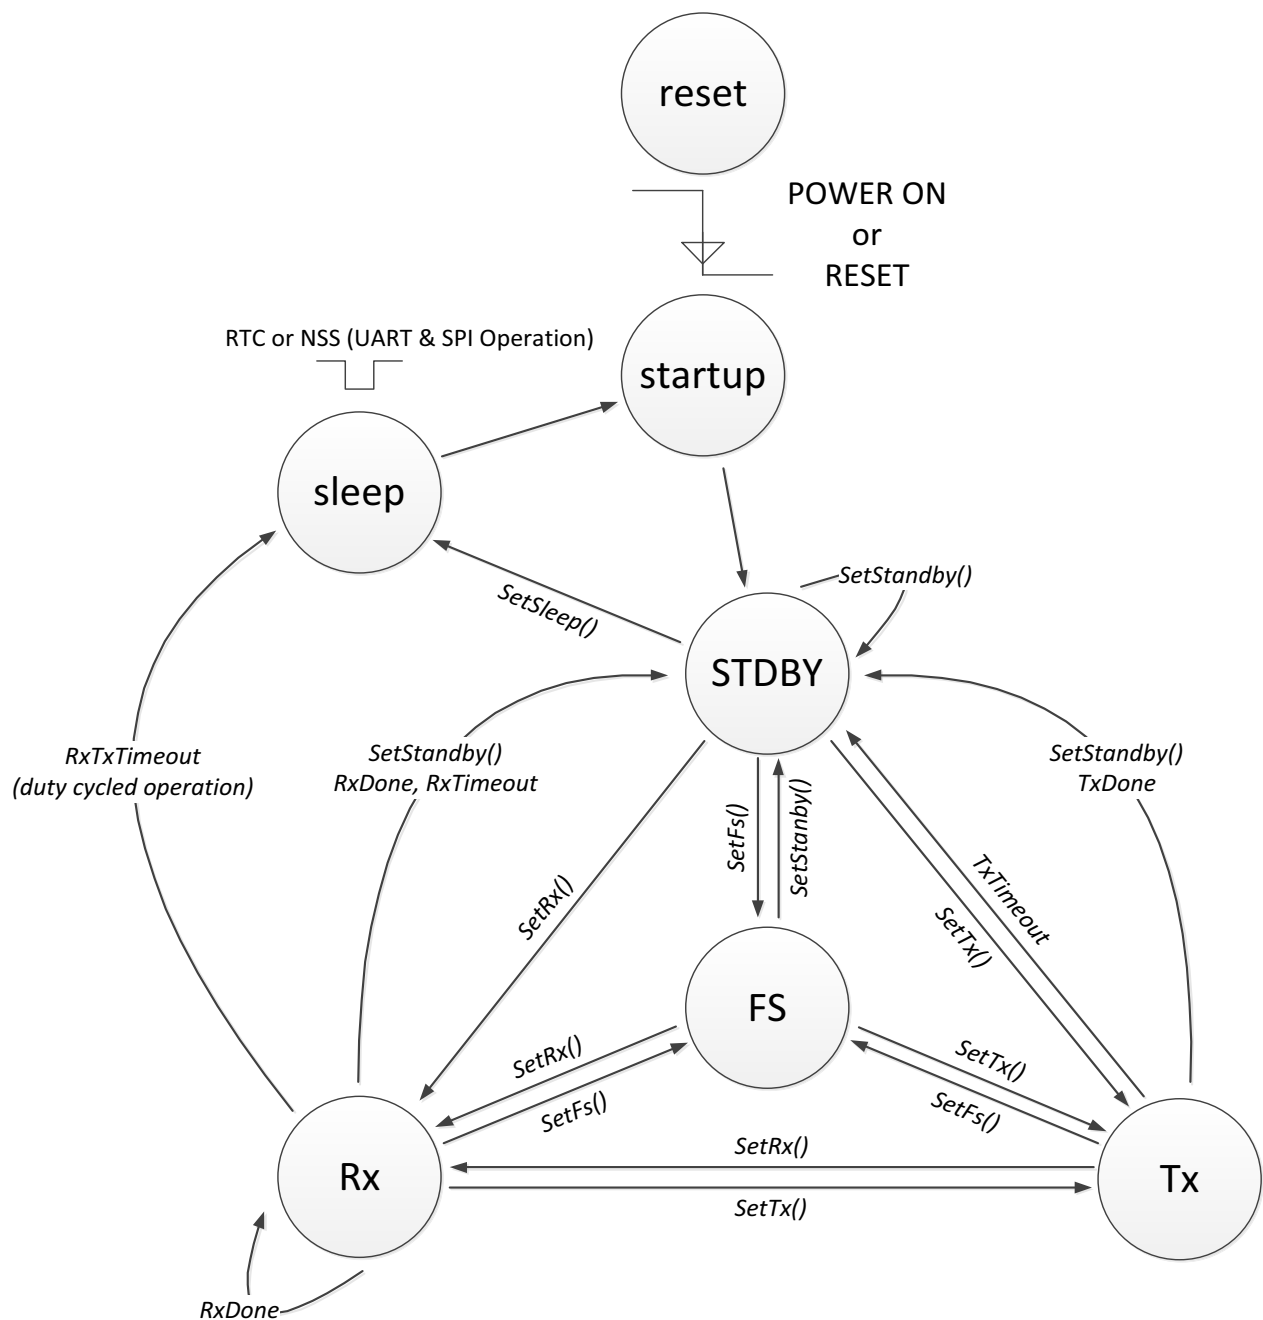 reset
POWER ON
or
RESET
RTC or NSS (UART & SPI Operation)
startup
sleep
SetStandby()
SetSleep()
STDBY
RxTxTimeout
(duty cycled operation)
SetStandby()
RxDone, RxTimeout
SetStandby()
TxDone
SetFs()
SetStanby()
SetRx()
TxTimeout
SetTx()
FS
SetRx()
SetFs()
SetTx()
SetFs()
SetRx()
Rx
Tx
SetTx()
RxDone